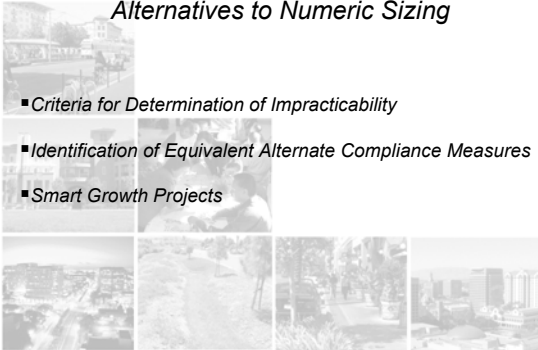 Alternatives to Numeric Sizing
▪Criteria for Determination of Impracticability
▪Identification of Equivalent Alternate Compliance Measures
▪Smart Growth Projects